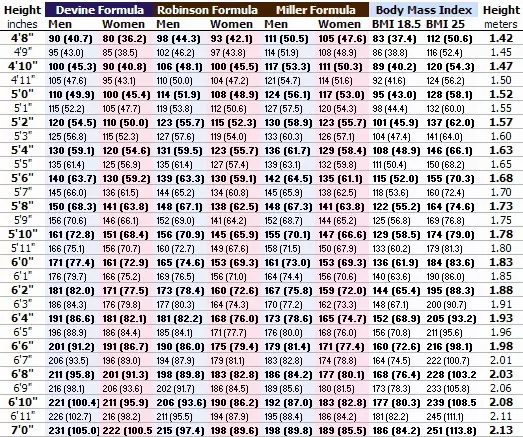 Height Devine Formula Robinson Formula Miller Formula Body Mass Index Height
inches Men Women Men Women Men Women BMI 18.5 BMI 25 meters
4'8" 90 (40.7) 80 (36.2) 98 (44.3) 93 (42.1) 111 (50.5) 105 (47.6) 83 (37.4) 112 (50.6) 1.42
4'9" 95 (43.0) 85 (38.5) 102 (46.2) 97 (43.8) 114 (51.9) 108 (48.9) 86 (38.8) 116 (52.4) 1.45
4'10" 100 (45.3) 90 (40.8) 106 (48.1) 100 (45.5) 117 (53.3) 111 (50.3) 89 (40.2) 120 (54.3) 1.47
4'11" 105 (47.6) 95 (43.1) 110 (50.0) 104 (47.2) 121 (54.7) 114 (51.6) 92 (41.6) 124 (56.2) 1.50
5'0" 110 (49.9) 100 (45.4) 114 (51.9) 108 (48.9) 124 (56.1) 117 (53.0) 95 (43.0) 128 (58.1) 1.52
5'1" 115 (52.2) 105 (47.7) 119 (53.8) 112 (50.6) 127 (57.5) 120 (54.3) 98 (44.4) 132 (60.0) 1.55
5'2" 120 (54.5) 110 (50.0) 123 (55.7) 115 (52.3) 130 (58.9) 123 (55.7) 101 (45.9) 137 (62.0) 1.57
5'3" 125 (56.8) 115 (52.3) 127 (57.6) 119 (54.0) 133 (60.3) 126 (57.1) 104 (47.4) 141 (64.0) 1.60
5'4" 130 (59.1) 120 (54.6) 131 (59.5) 123 (55.7) 136 (61.7) 129 (58.4) 108 (48.9) 146 (66.1) 1.63
5'5" 135 (61.4) 125 (56.9) 135 (61.4) 127 (57.4) 139 (63.1) 132 (59.8) 111 (50.4) 150 (68.2) 1.65
5'6" 140 (63.7) 130 (59.2) 139 (63.3) 130 (59.1) 142 (64.5) 135 (61.1) 115 (52.0) 155 (70.3) 1.68
5'7" 145 (66.0) 136 (61.5) 144 (65.2) 134 (60.8) 145 (65.9) 138 (62.5) 118 (53.6) 160 (72.4) 1.70
5'8" 150 (68.3) 141 (63.8) 148 (67.1) 138 (62.5) 148 (67.3) 141 (63.8) 122 (55.2) 164 (74.6) 1.73
5'9" 156 (70.6) 146 (66.1) 152 (69.0) 141 (64.2) 152 (68.7) 144 (65.2) 125 (56.8) 169 (76.8) 1.75
5'10" 161 (72.8) 151 (68.4) 156 (70.9) 145 (65.9) 155 (70.1) 147 (66.6) 129 (58.5) 174 (79.0) 1.78
5'11" 166 (75.1) 156 (70.7) 160 (72.7) 149 (67.6) 158 (71.5) 150 (67.9) 133 (60.2) 179 (81.3) 1.80
6'0" 171 (77.4) 161 (72.9) 165 (74.6) 153 (69.3) 161 (73.0) 153 (69.3) 136 (61.9) 184 (83.6) 1.83
6'1" 176 (79.7) 166 (75.2) 169 (76.5) 156 (71.0) 164 (74.4) 156 (70.6) 140 (63.6) 190 (86.0) 1.85
6'2" 181 (82.0) 171 (77.5) 173 (78.4) 160 (72.6) 167 (75.8) 159 (72.0) 144 (65.4) 195 (88.3) 1.88
6'3" 186 (84.3) 176 (79.8) 177 (80.3) 164 (74.3) 170 (77.2) 162 (73.3) 148 (67.1) 200 (90.7) 1.91
6'4" 191 (86.6) 181 (82.1) 181 (82.2) 168 (76.0) 173 (78.6) 165 (74.7) 152 (68.9) 205 (93.2) 1.93
6'5" 196 (88.9) 186 (84.4) 185 (84.1) 171 (77.7) 176 (80.0) 168 (76.0) 156 (70.8) 211 (95.6) 1.96
6'6" 201 (91.2) 191 (86.7) 190 (86.0) 175 (79.4) 179 (81.4) 171 (77.4) 160 (72.6) 216 (98.1) 1.98
6'7" 206 (93.5) 196 (89.0) 194 (87.9) 179 (81.1) 183 (82.8) 174 (78.8) 164 (74.5) 222 (100.7) 2.01
6'8" 211 (95.8) 201 (91.3) 198 (89.8) 183 (82.8) 186 (84.2) 177 (80.1) 168 (76.4) 228 (103.2 2.03
6'9" 216 (98.1) 206 (93.6) 202 (91.7) 186 (84.5) 189 (85.6) 180 (81.5) 173 (78.3) 233 (105.8) 2.06
6'10" 221 (100.4) 211 (95.9) 206 (93.6) 190 (86.2) 192 (87.0) 183 (82.8) 177 (80.3) 239 (108.5 2.08
6'11" 226 (102.7) 216 (98.2) 211 (95.5) 194 (87.9) 195 (88.4) 186 (84.2) 181 (82.2) 245 (111.1) 2.11
7'0" 231 (105.0) 222 (100.5 215 (97.4) 198 (89.6) 198 (89.8) 189 (85.5) 186 (84.2) 251 (113.8) 2.13